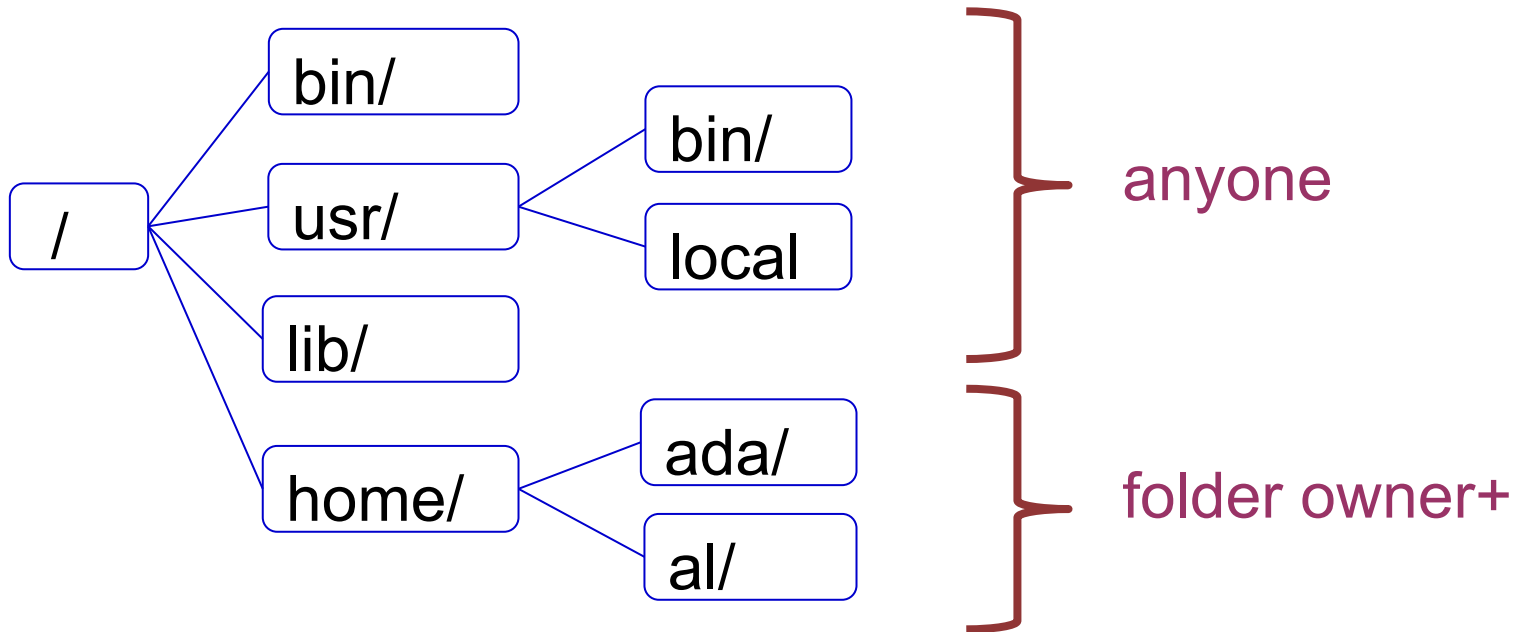 /
bin/
usr/
lib/
home/
bin/
local
ada/
al/
anyone
folder owner+